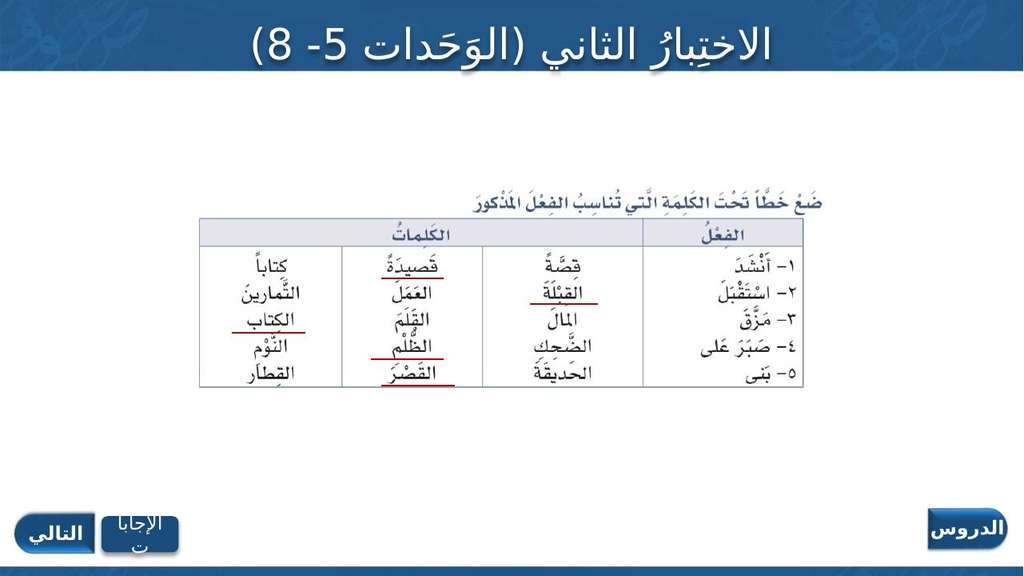 الاختِبارُ الثاني (الوَحَدات 5- 8)
ضَعْ خَطَّاً تَحْتَ الكَلِمَةِ الَّتي تُناسِبُ الفِعْلَ المَذْكورَ
الفِعْلُ الكَلِماتُ
١- أَنْشَدَ قِصَّةً قَصيدَةً كِتاباً
٢- اسْتَقْبَلَ القِبْلَةَ العَمَلَ التَّمارينَ
٣- مَزَّقَ المالَ القَلَمَ الكِتاب
٤- صَبَرَ عَلى الضَّحِكِ الظُّلْمِ النَّوْمِ
٥- بَنى الحَديقَةَ القَصْرَ القِطار
الدروس
الإجابا
ت
التالي